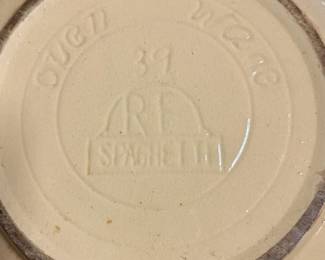 Oven Ware
39
R F
SPAGHETTI